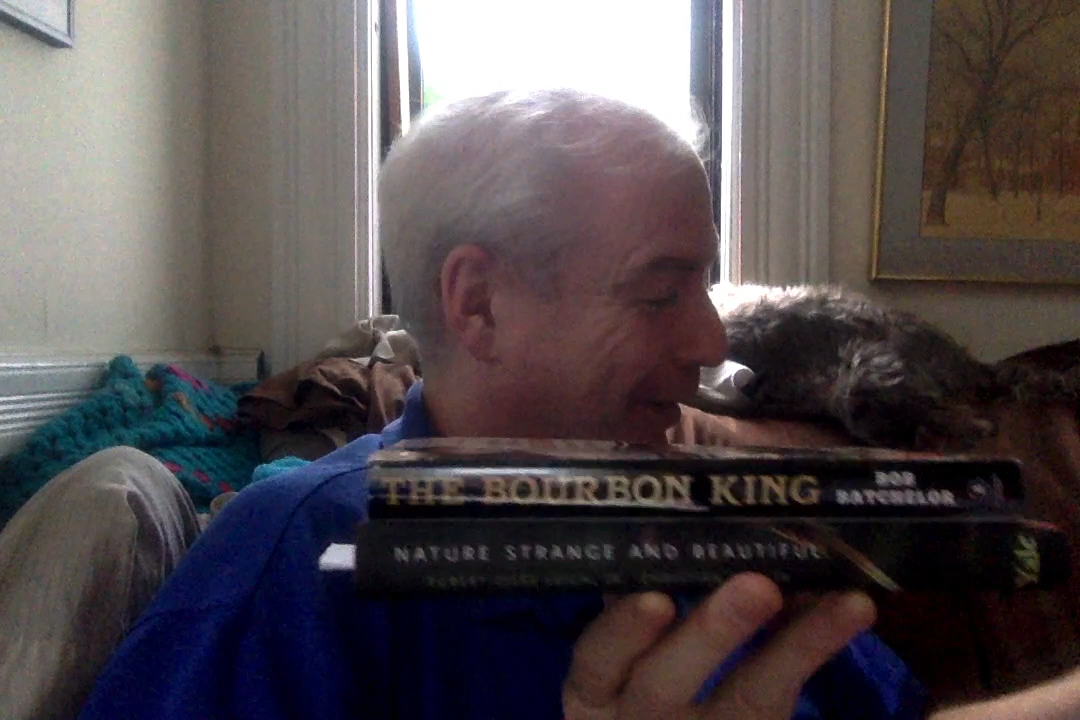 THE BOURBON KING
BOB
BATCHELOR
NATURE STRANGE AND BEAUTIFUL